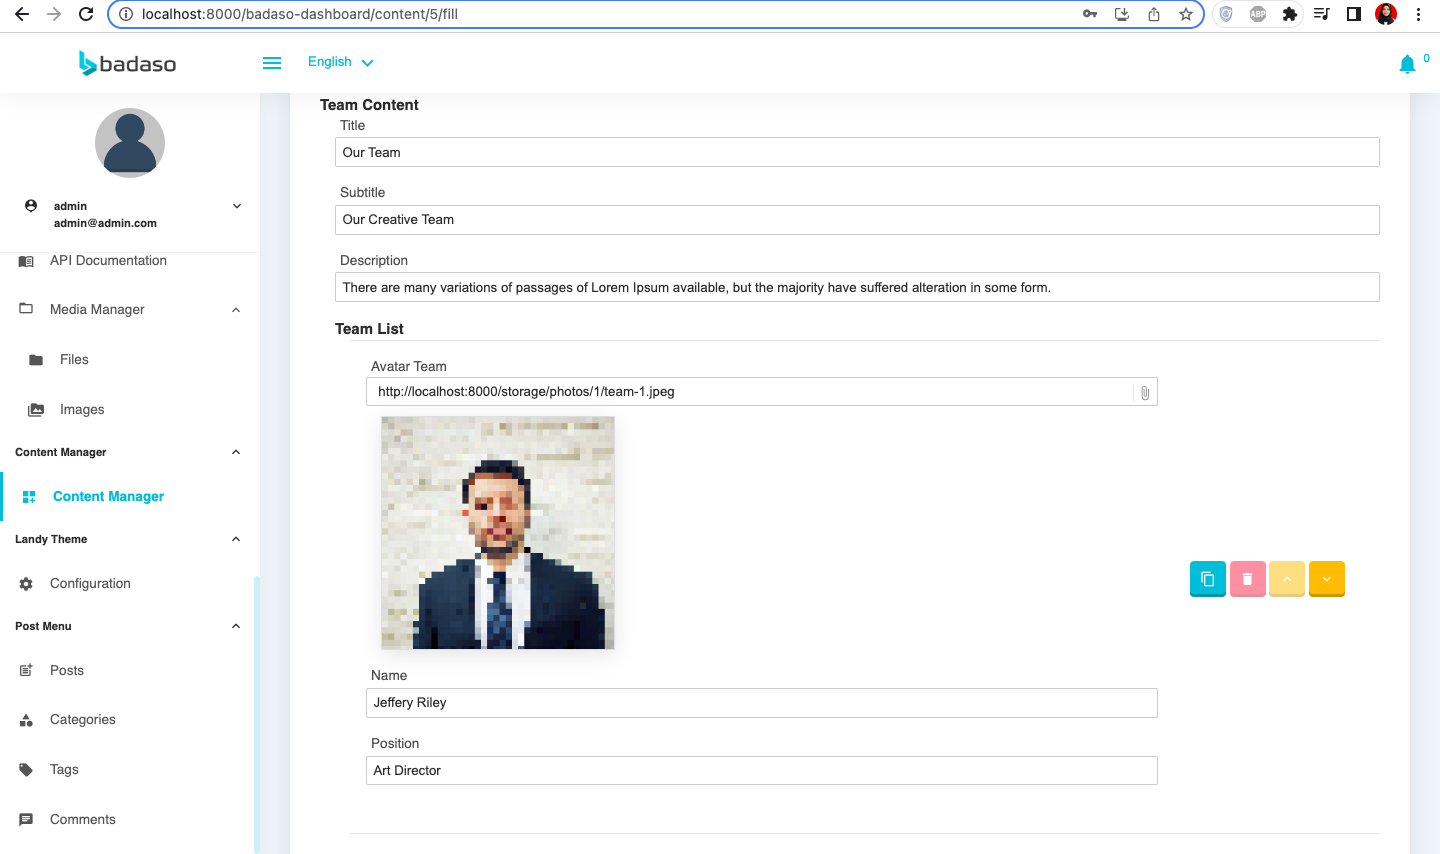 localhost:8000/badaso-dashboard/content/5/fill
ABP
badaso
English
0
admin
admin@admin.com
API Documentation
Media Manager
Files
Images
Content Manager
Content Manager
Landy Theme
Configuration
Post Menu
Posts
Categories
Tags
Comments
Team Content
Title
Our Team
Subtitle
Our Creative Team
Description
There are many variations of passages of Lorem Ipsum available, but the majority have suffered alteration in some form.
Team List
Avatar Team
http://localhost:8000/storage/photos/1/team-1.jpeg
Name
Jeffery Riley
Position
Art Director